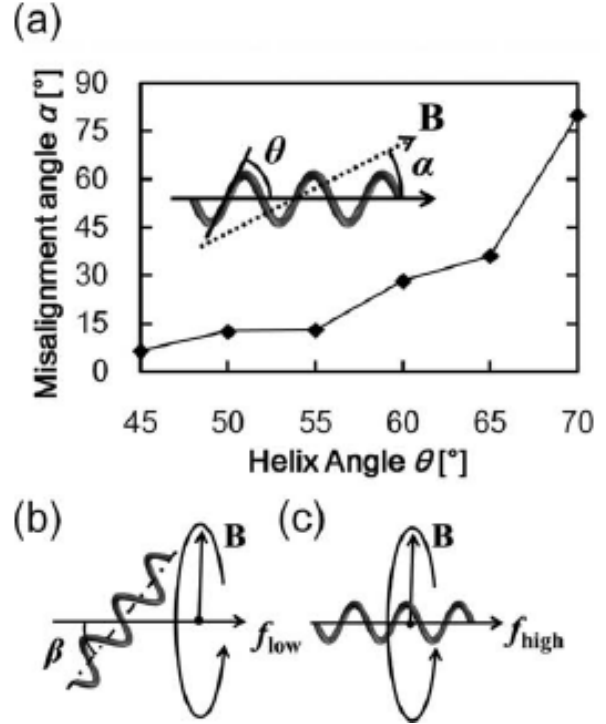 (a)
Misalignment angle α [°]
90
75
60
45
30
15
0
θ
B
α
45 50 55 60 65 70
Helix Angle θ [°]
(b)
B
β
f_low
(c)
B
f_high